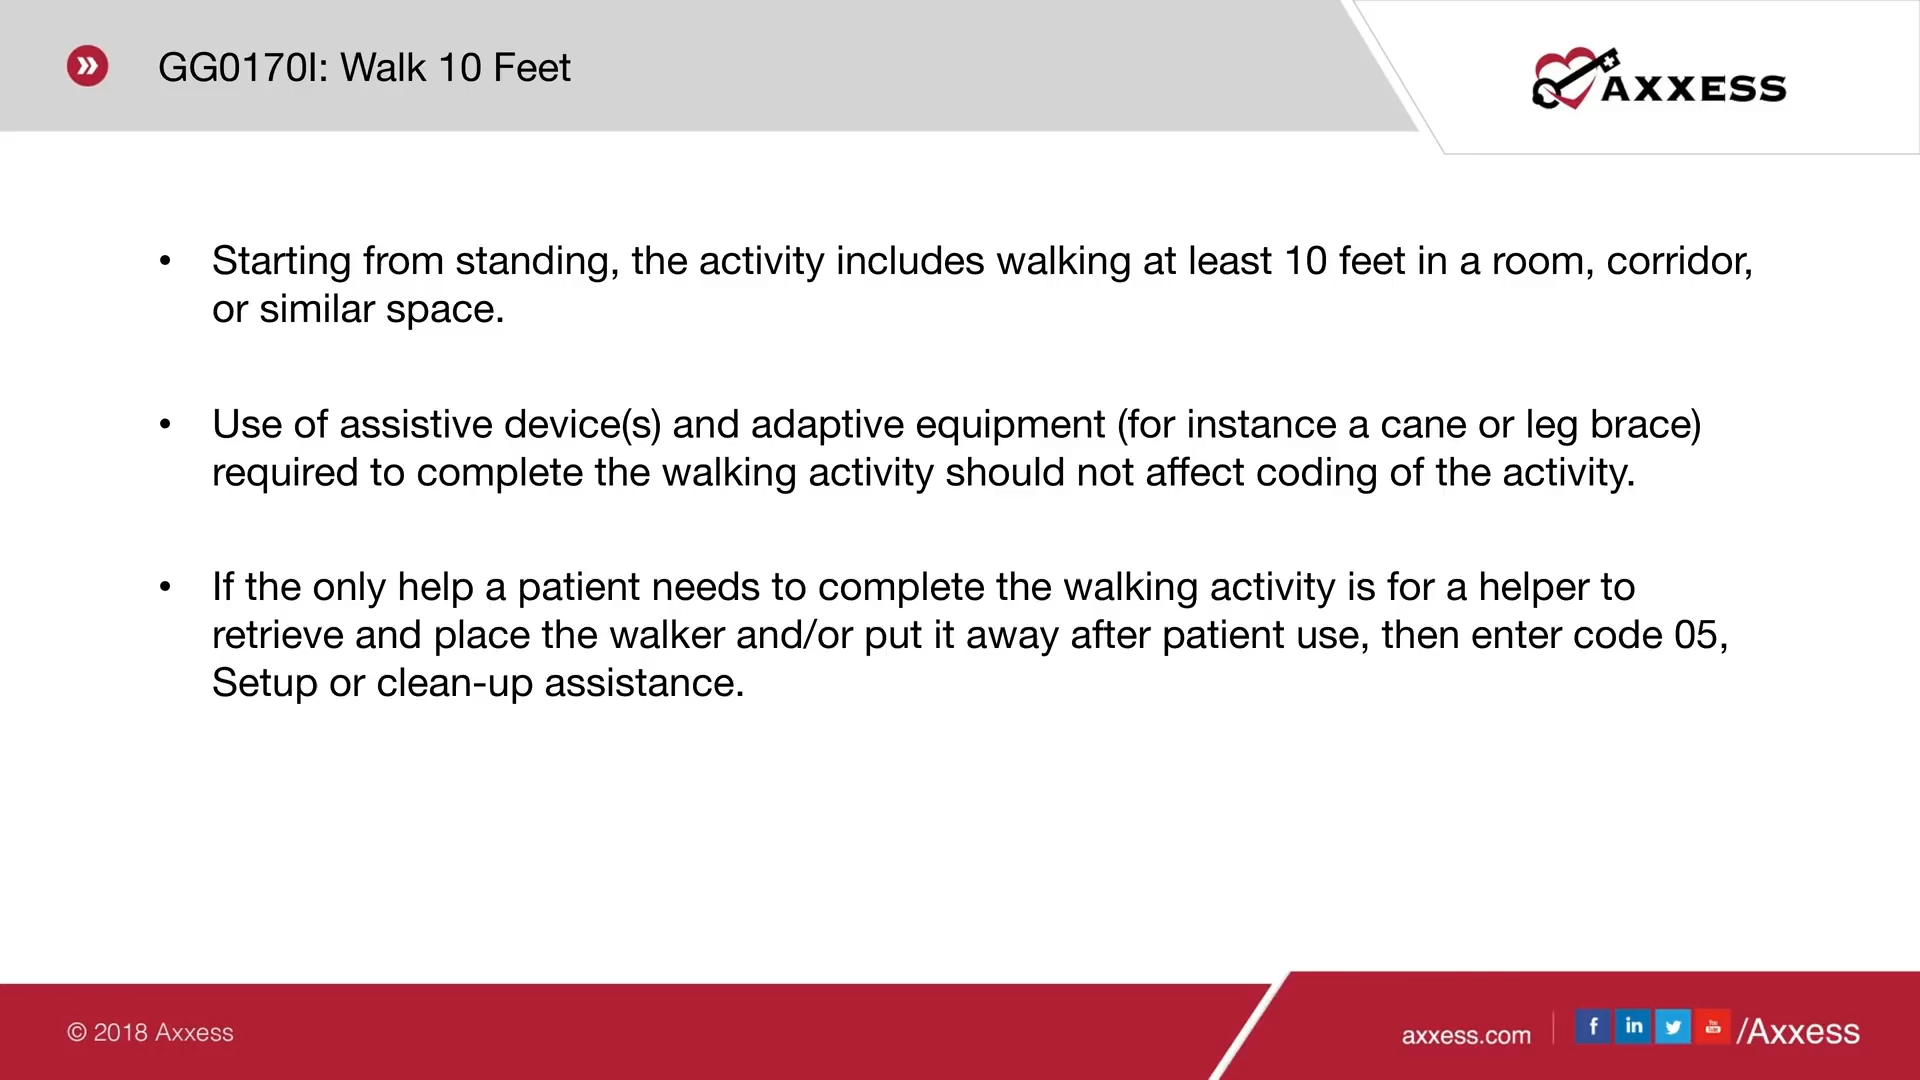 GG0170I: Walk 10 Feet
AXXESS
• Starting from standing, the activity includes walking at least 10 feet in a room, corridor,
or similar space.
• Use of assistive device(s) and adaptive equipment (for instance a cane or leg brace)
required to complete the walking activity should not affect coding of the activity.
• If the only help a patient needs to complete the walking activity is for a helper to
retrieve and place the walker and/or put it away after patient use, then enter code 05,
Setup or clean-up assistance.
© 2018 Axxess
axxess.com | f in You Tube /Axxess